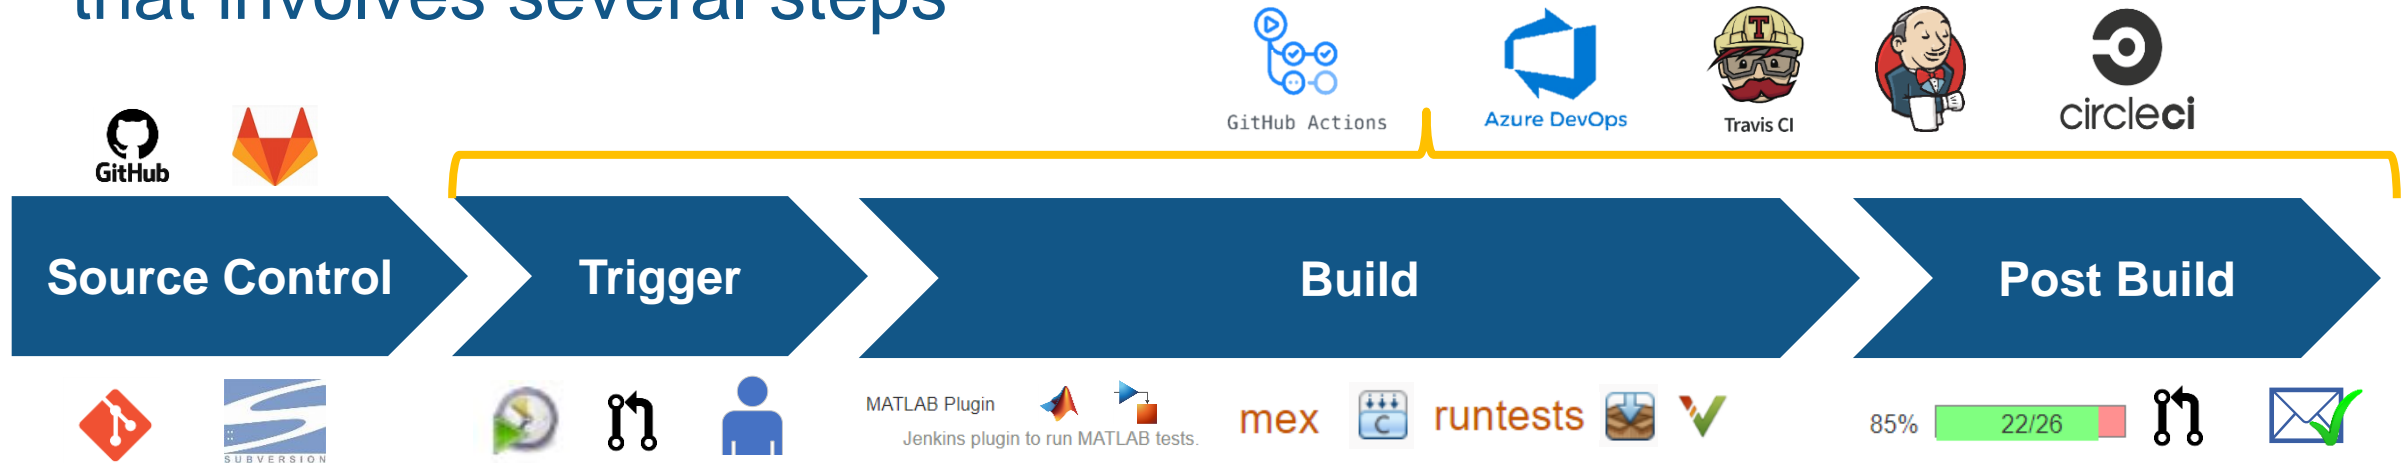 that involves several steps
GitHub Actions
Azure DevOps
Travis CI
circleci
GitHub
Source Control
Trigger
Build
Post Build
SUBVERSION
MATLAB Plugin
Jenkins plugin to run MATLAB tests.
mex
C
runtests
85%
22/26